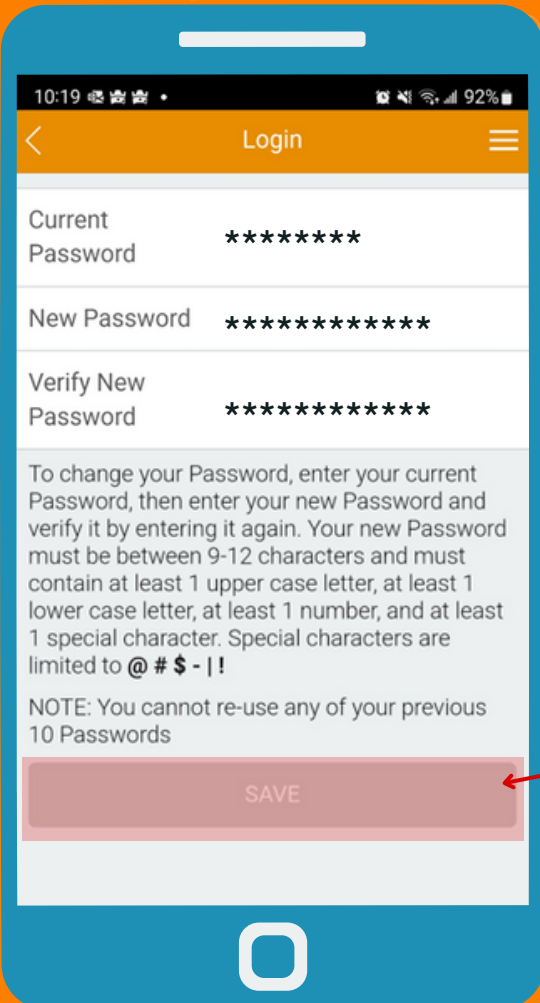 10:19
92%
Login
Current
Password
********
New Password
************
Verify New
Password
************
To change your Password, enter your current
Password, then enter your new Password and
verify it by entering it again. Your new Password
must be between 9-12 characters and must
contain at least 1 upper case letter, at least 1
lower case letter, at least 1 number, and at least
1 special character. Special characters are
limited to @ # $ - | !
NOTE: You cannot re-use any of your previous
10 Passwords
SAVE